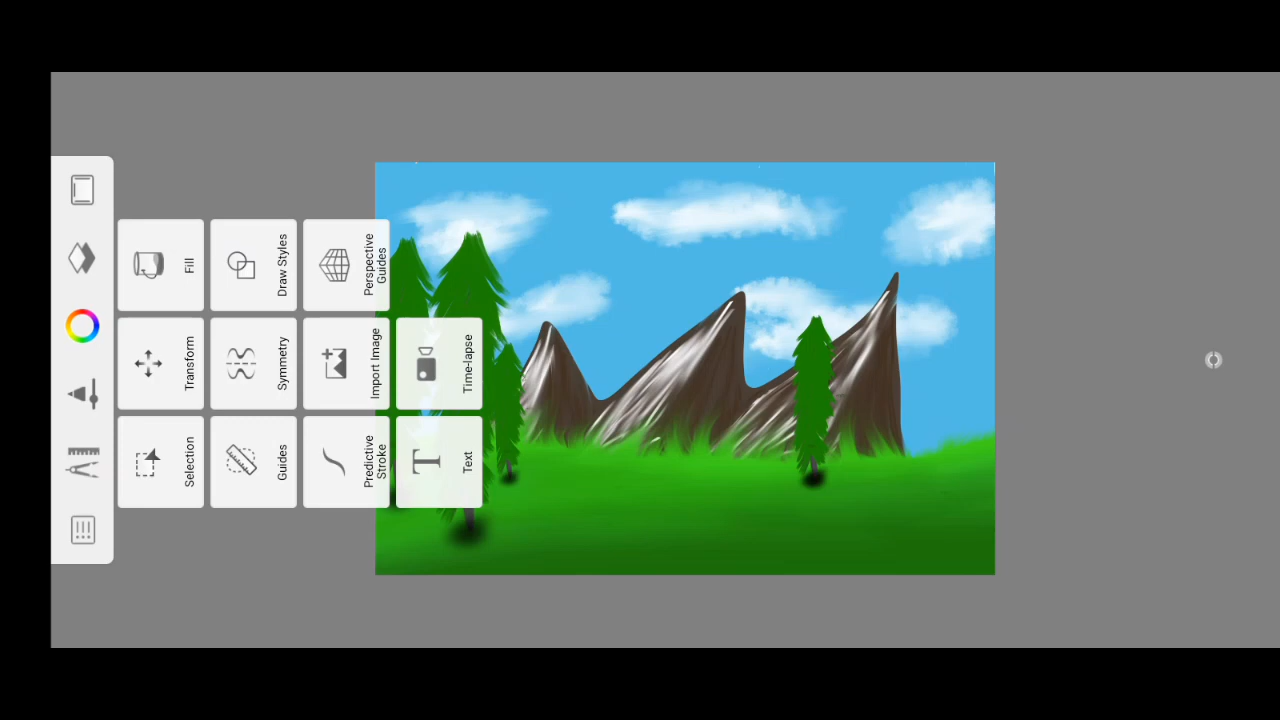 Selection
Transform
Fill
Guides
Symmetry
Draw Styles
Predictive
Stroke
Import Image
Perspective
Guides
Text
Time-lapse